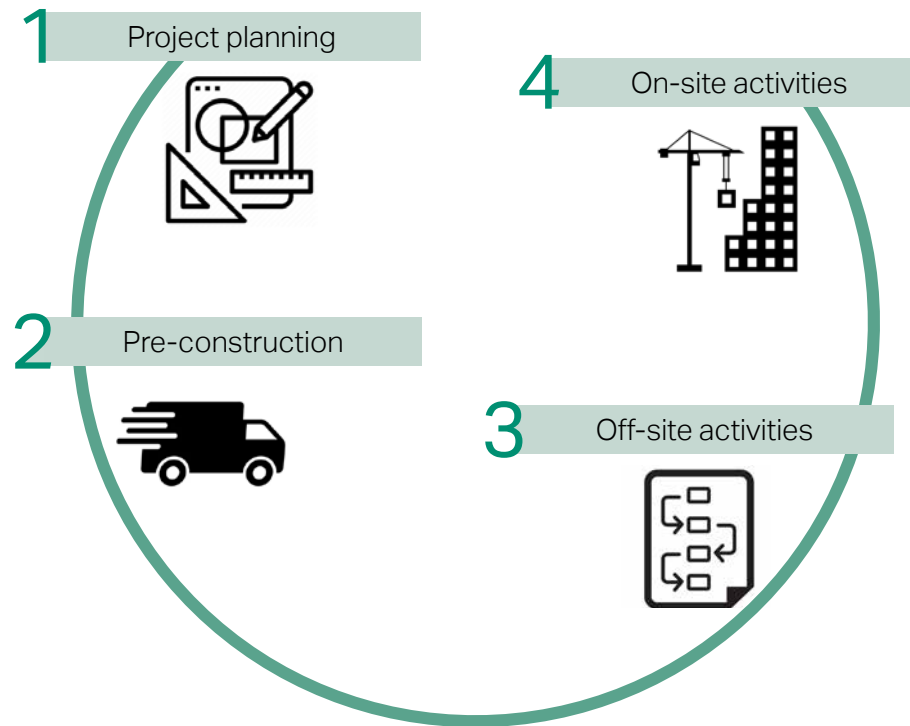 1 Project planning
2 Pre-construction
3 Off-site activities
4 On-site activities